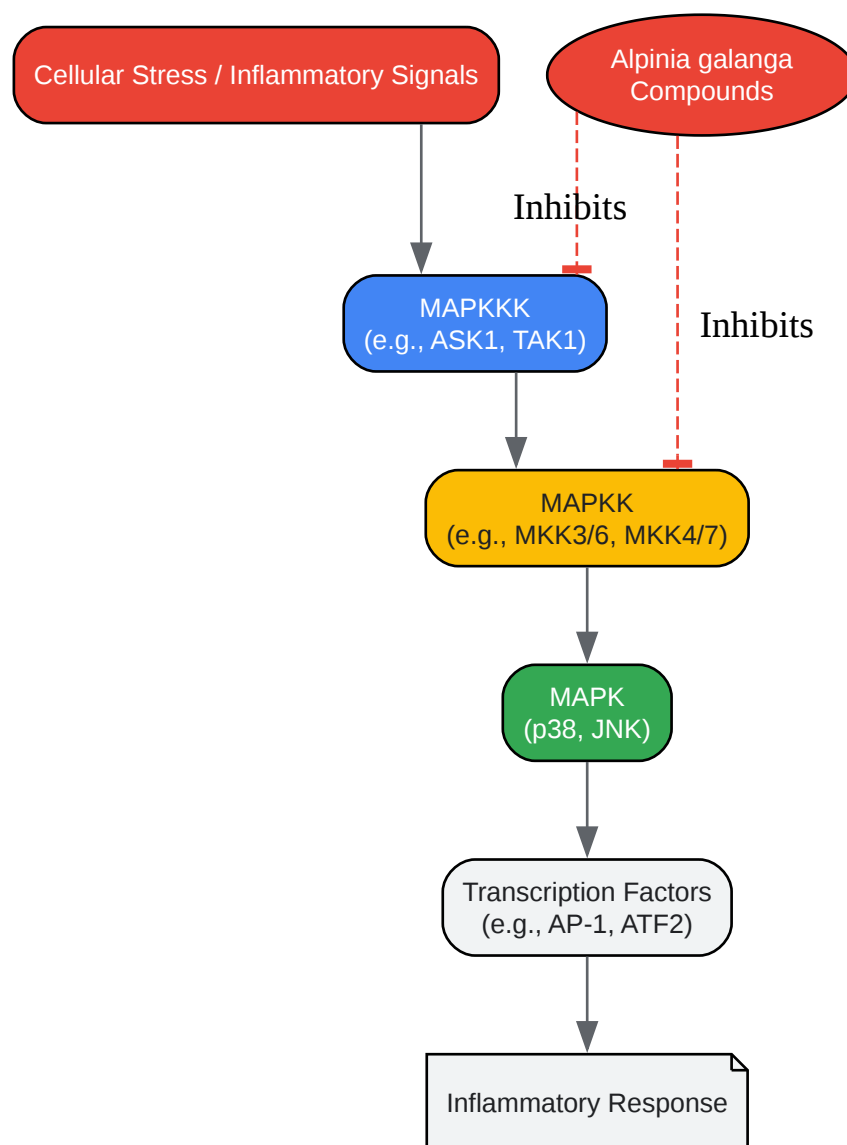 Cellular Stress / Inflammatory Signals
Alpinia galanga
Compounds
Inhibits
MAPKKK
(e.g., ASK1, TAK1)
Inhibits
MAPKK
(e.g., MKK3/6, MKK4/7)
MAPK
(p38, JNK)
Transcription Factors
(e.g., AP-1, ATF2)
Inflammatory Response